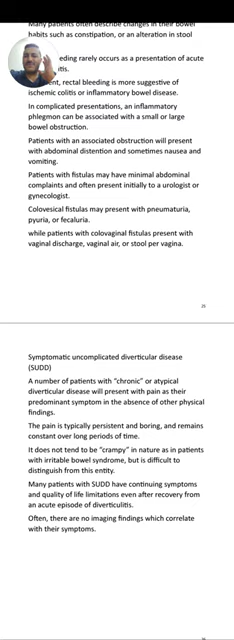 Many patients often describe changes in their bowel
habits such as constipation, or an alteration in stool
eding rarely occurs as a presentation of acute
itis.
nt, rectal bleeding is more suggestive of
ischemic colitis or inflammatory bowel disease.
In complicated presentations, an inflammatory
phlegmon can be associated with a small or large
bowel obstruction.
Patients with an associated obstruction will present
with abdominal distention and sometimes nausea and
vomiting.
Patients with fistulas may have minimal abdominal
complaints and often present initially to a urologist or
gynecologist.
Colovesical fistulas may present with pneumaturia,
pyuria, or fecaluria.
while patients with colovaginal fistulas present with
vaginal discharge, vaginal air, or stool per vagina.
Symptomatic uncomplicated diverticular disease
(SUDD)
A number of patients with "chronic" or atypical
diverticular disease will present with pain as their
predominant symptom in the absence of other physical
findings.
The pain is typically persistent and boring, and remains
constant over long periods of time.
It does not tend to be "crampy" in nature as in patients
with irritable bowel syndrome, but is difficult to
distinguish from this entity.
Many patients with SUDD have continuing symptoms
and quality of life limitations even after recovery from
an acute episode of diverticulitis.
Often, there are no imaging findings which correlate
with their symptoms.